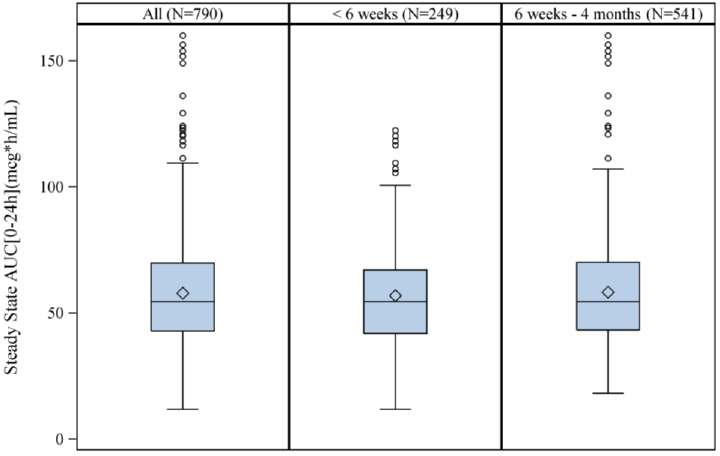 All (N=790)
< 6 weeks (N=249)
6 weeks - 4 months (N=541)
Steady State AUC[0-24h](mcg*h/mL)
150
100
50
0